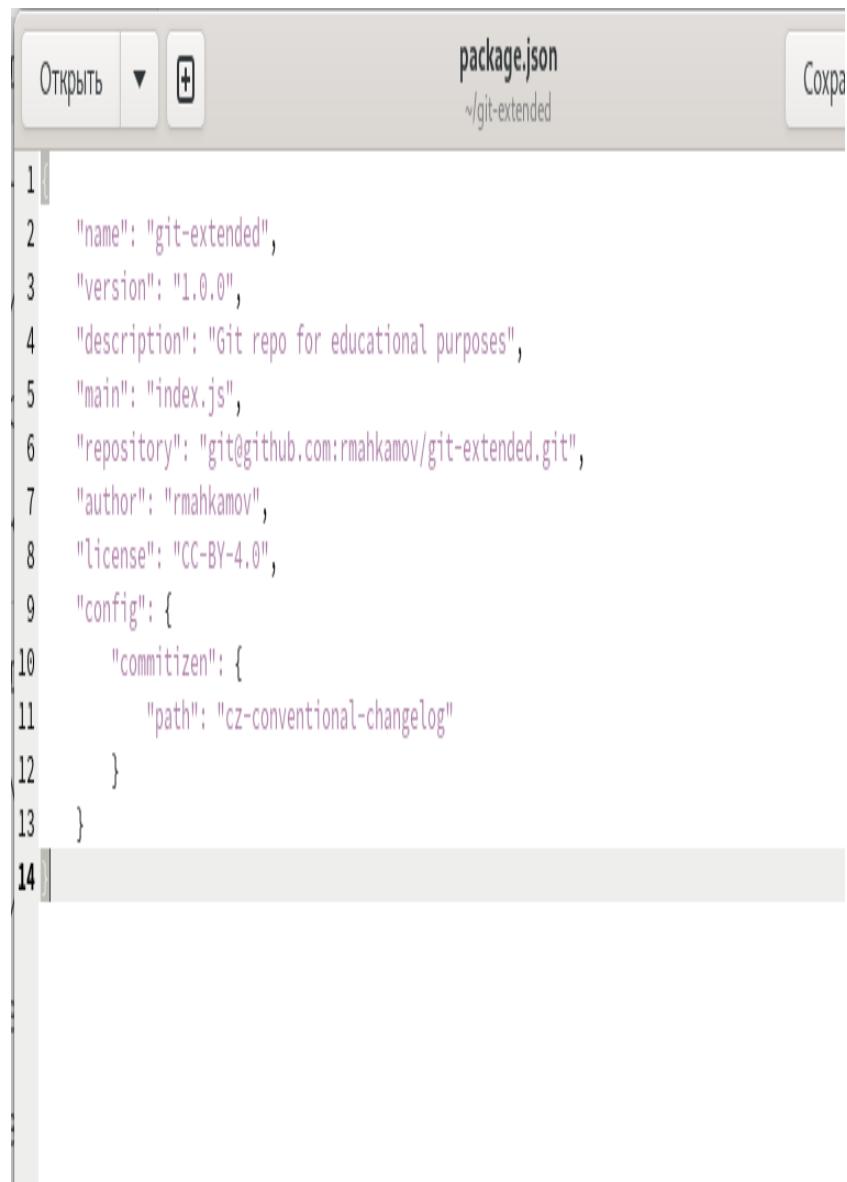 Открыть
package.json
~/git-extended
1 {
2 "name": "git-extended",
3 "version": "1.0.0",
4 "description": "Git repo for educational purposes",
5 "main": "index.js",
6 "repository": "git@github.com:rmahkamov/git-extended.git",
7 "author": "rmahkamov",
8 "license": "CC-BY-4.0",
9 "config": {
10 "commitizen": {
11 "path": "cz-conventional-changelog"
12 }
13 }
14 }